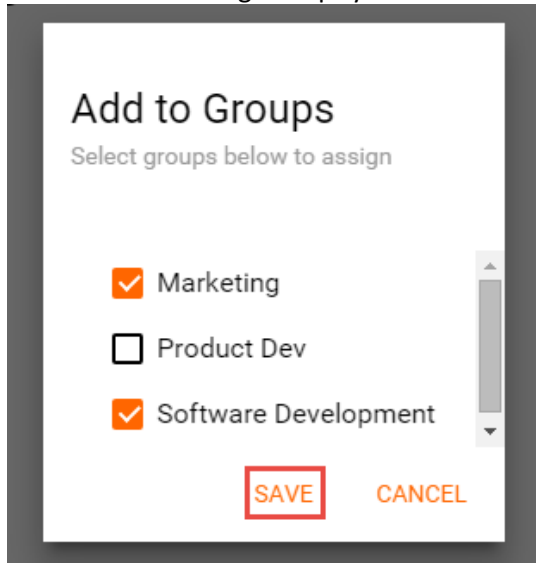 Add to Groups
Select groups below to assign
Marketing
Product Dev
Software Development
SAVE CANCEL